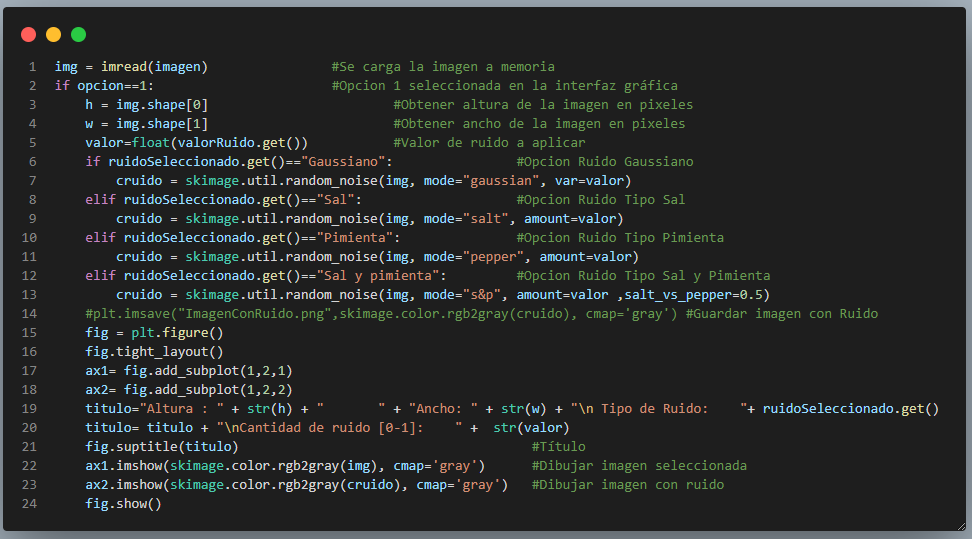 1 img = imread(imagen) #Se carga la imagen a memoria
2 if opcion==1: #Opcion 1 seleccionada en la interfaz gráfica
3 h = img.shape[0] #Obtener altura de la imagen en pixeles
4 w = img.shape[1] #Obtener ancho de la imagen en pixeles
5 valor=float(valorRuido.get()) #Valor de ruido a aplicar
6 if ruidoSeleccionado.get()=="Gaussiano": #Opcion Ruido Gaussiano
7 cruido = skimage.util.random_noise(img, mode="gaussian", var=valor)
8 elif ruidoSeleccionado.get()=="Sal": #Opcion Ruido Tipo Sal
9 cruido = skimage.util.random_noise(img, mode="salt", amount=valor)
10 elif ruidoSeleccionado.get()=="Pimienta": #Opcion Ruido Tipo Pimienta
11 cruido = skimage.util.random_noise(img, mode="pepper", amount=valor)
12 elif ruidoSeleccionado.get()=="Sal y pimienta": #Opcion Ruido Tipo Sal y Pimienta
13 cruido = skimage.util.random_noise(img, mode="s&p", amount=valor ,salt_vs_pepper=0.5)
14 #plt.imsave("ImagenConRuido.png",skimage.color.rgb2gray(cruido), cmap='gray') #Guardar imagen con Ruido
15 fig = plt.figure()
16 fig.tight_layout()
17 ax1= fig.add_subplot(1,2,1)
18 ax2= fig.add_subplot(1,2,2)
19 titulo="Altura : " + str(h) + "       " + "Ancho: " + str(w) + "\n Tipo de Ruido:    "+ ruidoSeleccionado.get()
20 titulo= titulo + "\nCantidad de ruido [0-1]:    " +  str(valor)
21 fig.suptitle(titulo) #Título
22 ax1.imshow(skimage.color.rgb2gray(img), cmap='gray') #Dibujar imagen seleccionada
23 ax2.imshow(skimage.color.rgb2gray(cruido), cmap='gray') #Dibujar imagen con ruido
24 fig.show()